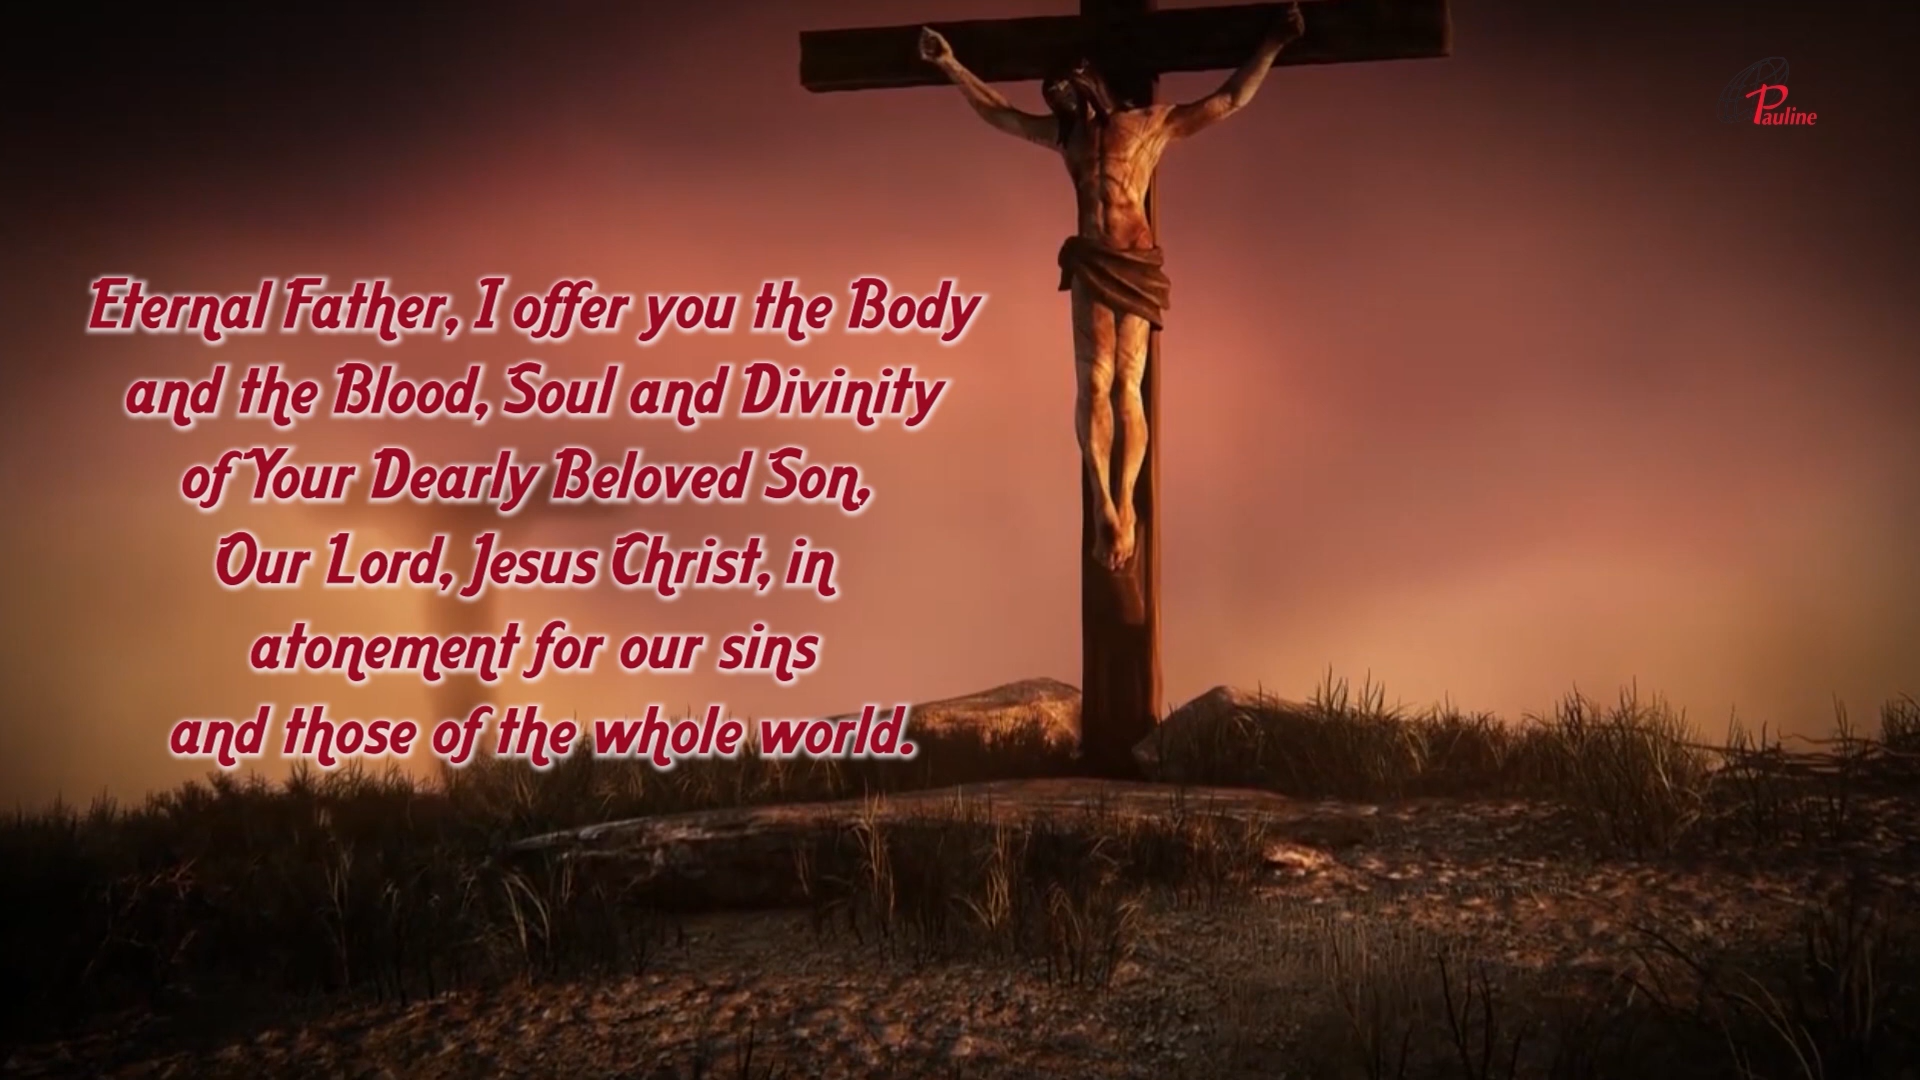 Pauline
Eternal Father, I offer you the Body
and the Blood, Soul and Divinity
of Your Dearly Beloved Son,
Our Lord, Jesus Christ, in
atonement for our sins
and those of the whole world.